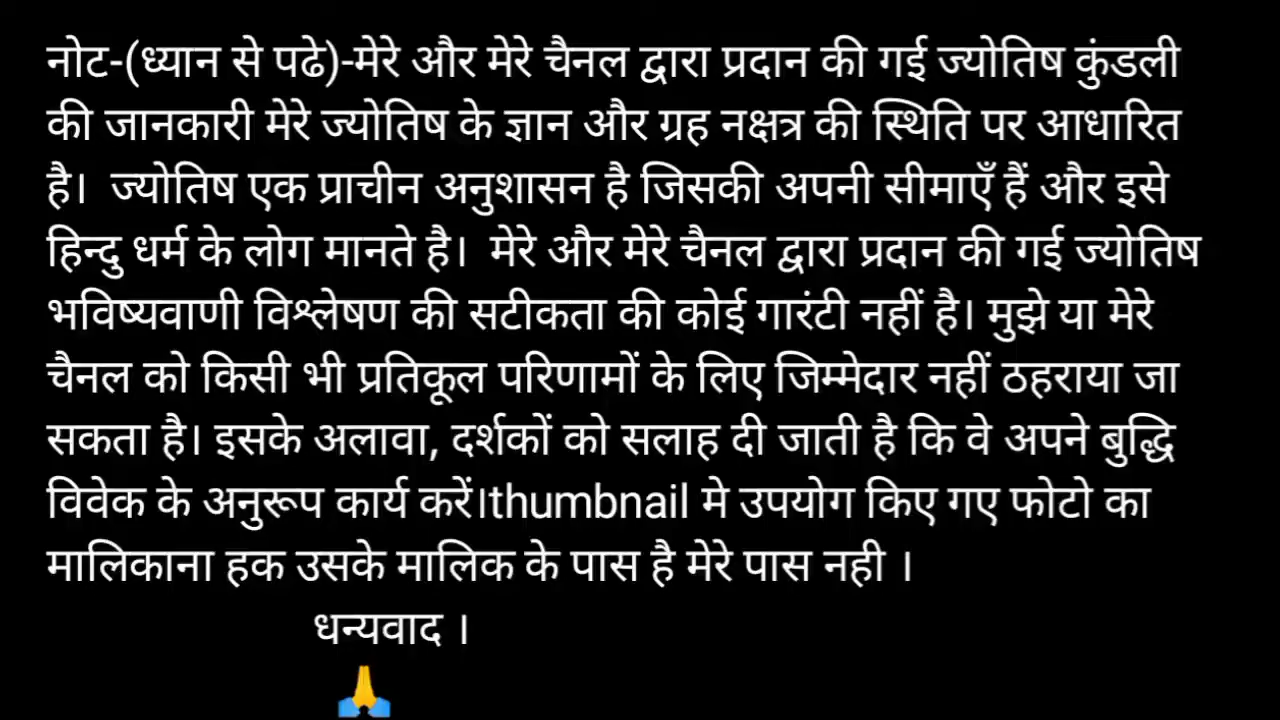 नोट-(ध्यान से पढे)-मेरे और मेरे चैनल द्वारा प्रदान की गई ज्योतिष कुंडली
की जानकारी मेरे ज्योतिष के ज्ञान और ग्रह नक्षत्र की स्थिति पर आधारित
है।  ज्योतिष एक प्राचीन अनुशासन है जिसकी अपनी सीमाएँ हैं और इसे
हिन्दु धर्म के लोग मानते है।  मेरे और मेरे चैनल द्वारा प्रदान की गई ज्योतिष
भविष्यवाणी विश्लेषण की सटीकता की कोई गारंटी नहीं है। मुझे या मेरे
चैनल को किसी भी प्रतिकूल परिणामों के लिए जिम्मेदार नहीं ठहराया जा
सकता है। इसके अलावा, दर्शकों को सलाह दी जाती है कि वे अपने बुद्धि
विवेक के अनुरूप कार्य करें।thumbnail मे उपयोग किए गए फोटो का
मालिकाना हक उसके मालिक के पास है मेरे पास नही ।
धन्यवाद ।
🙏